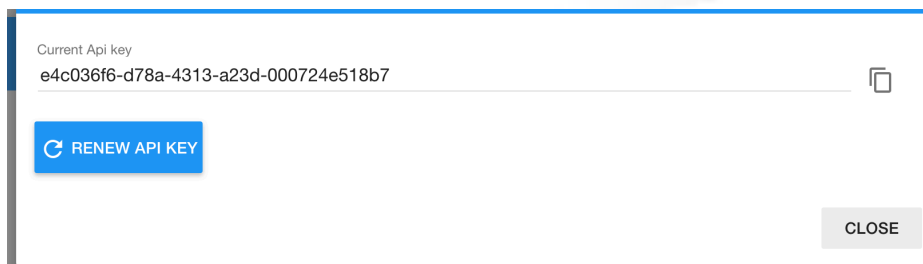 Current Api key
e4c036f6-d78a-4313-a23d-000724e518b7
RENEW API KEY
CLOSE